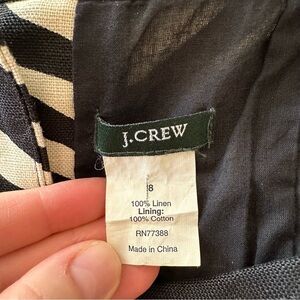 J.CREW
8
100% Linen
Lining:
100% Cotton
RN77388
Made in China